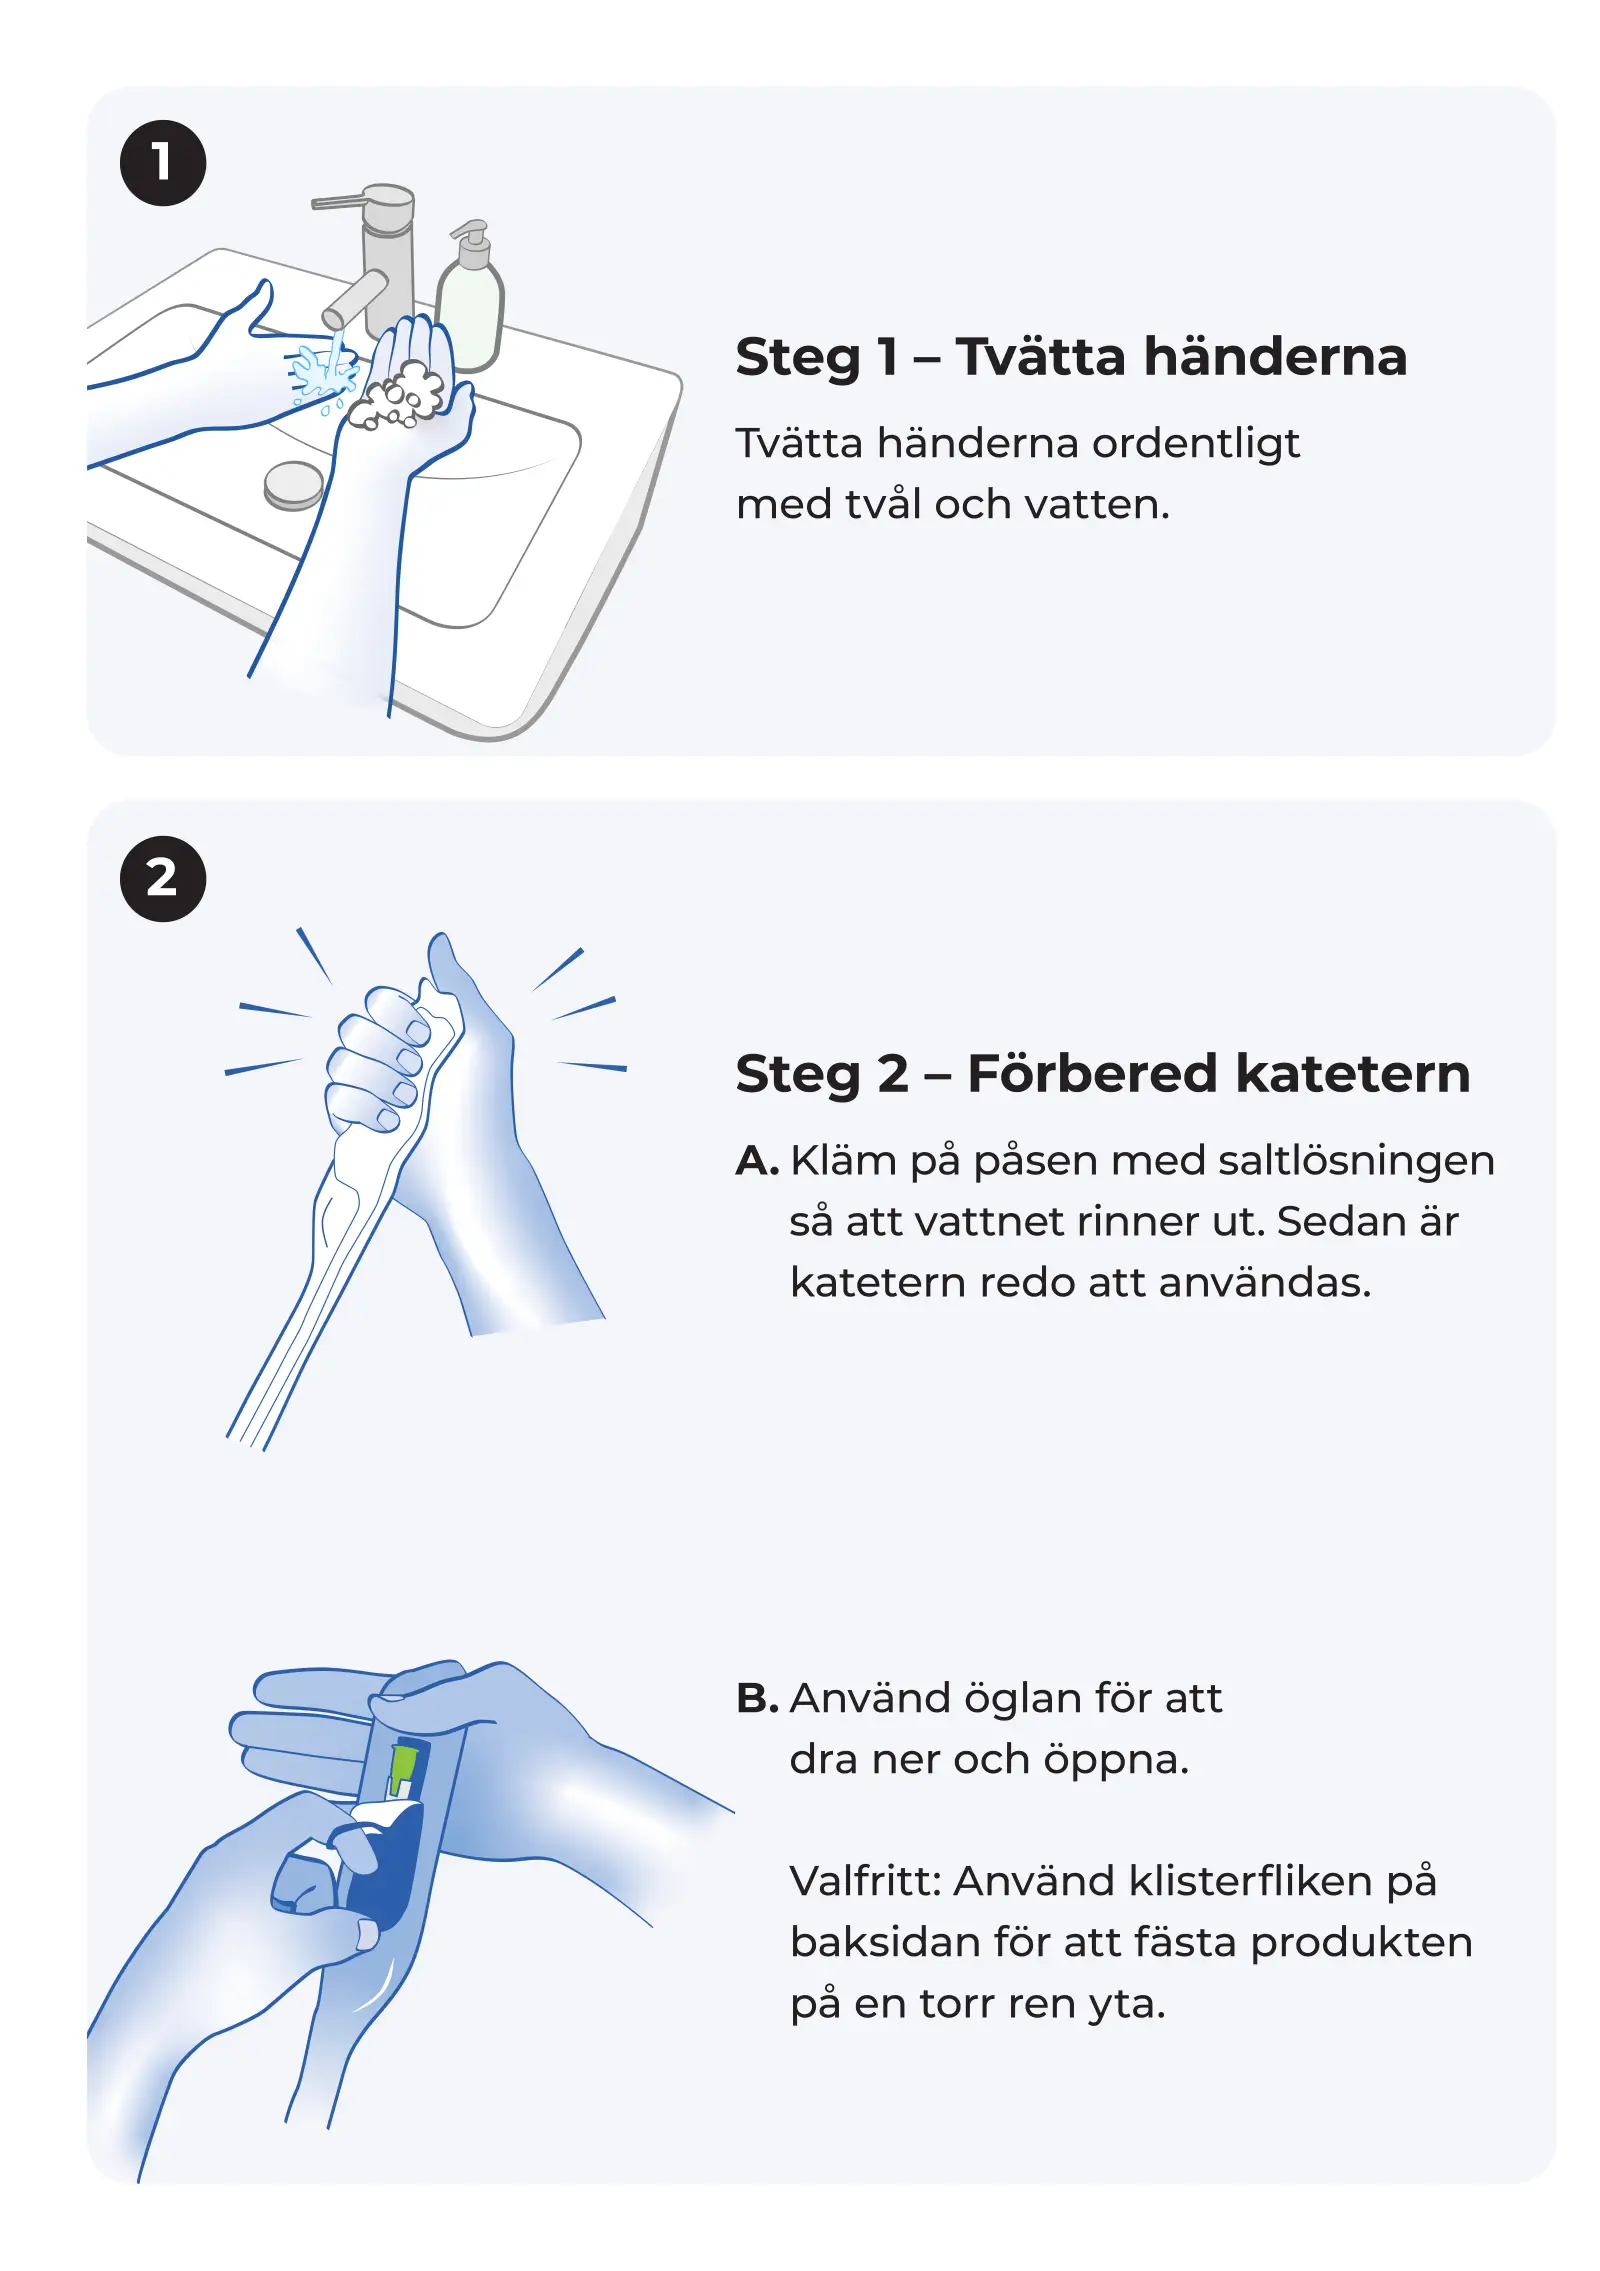 1
Steg 1 – Tvätta händerna
Tvätta händerna ordentligt
med tvål och vatten.
2
Steg 2 – Förbered katetern
A. Kläm på påsen med saltlösningen
så att vattnet rinner ut. Sedan är
katetern redo att användas.
B. Använd öglan för att
dra ner och öppna.
Valfritt: Använd klisterfliken på
baksidan för att fästa produkten
på en torr ren yta.